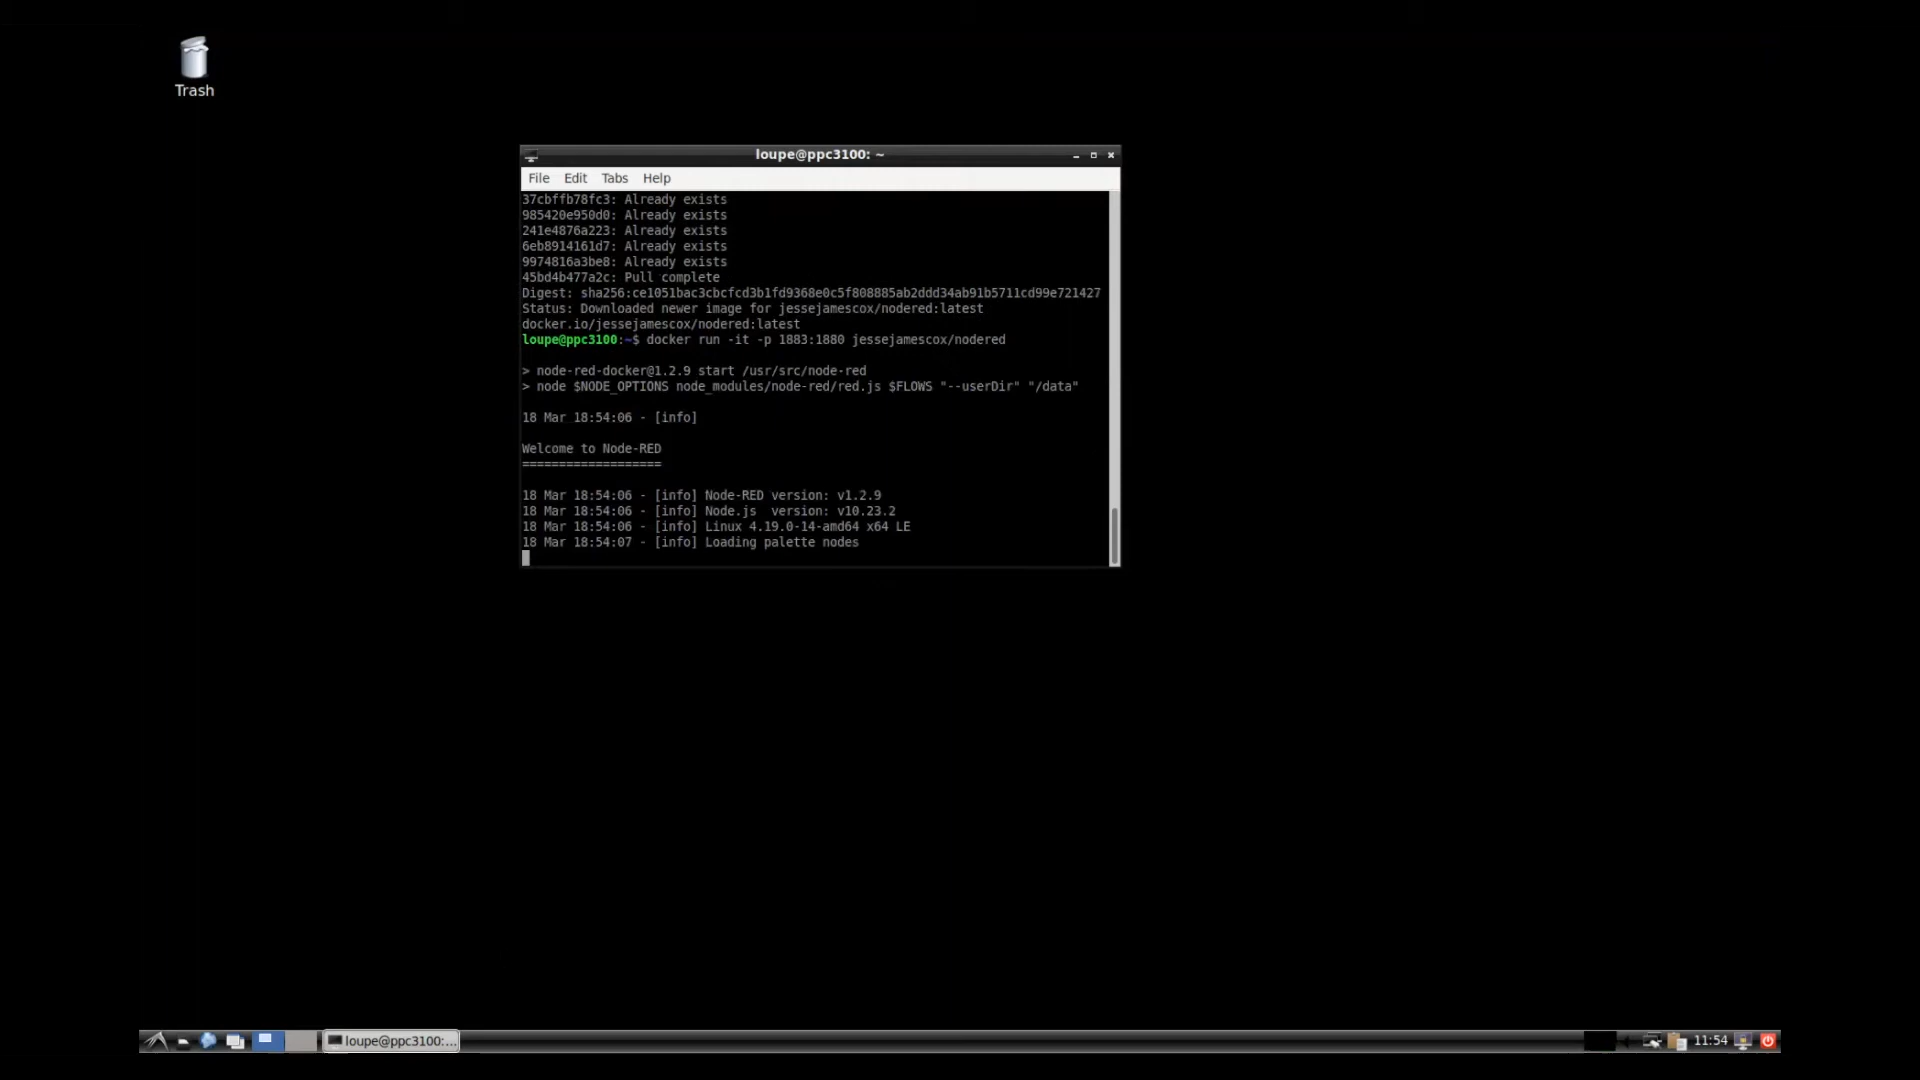 Trash
loupe@ppc3100: ~
File Edit Tabs Help
37cbffb78fc3: Already exists
985420e950d0: Already exists
241e4876a223: Already exists
6eb8914161d7: Already exists
9974816a3be8: Already exists
45bd4b477a2c: Pull complete
Digest: sha256:ce1051bac3cbcfcd3b1fd9368e0c5f808885ab2ddd34ab91b5711cd99e721427
Status: Downloaded newer image for jessejamescox/nodered:latest
docker.io/jessejamescox/nodered:latest
loupe@ppc3100:~$ docker run -it -p 1883:1880 jessejamescox/nodered
> node-red-docker@1.2.9 start /usr/src/node-red
> node $NODE_OPTIONS node_modules/node-red/red.js $FLOWS "--userDir" "/data"
18 Mar 18:54:06 - [info]
Welcome to Node-RED
===================
18 Mar 18:54:06 - [info] Node-RED version: v1.2.9
18 Mar 18:54:06 - [info] Node.js  version: v10.23.2
18 Mar 18:54:06 - [info] Linux 4.19.0-14-amd64 x64 LE
18 Mar 18:54:07 - [info] Loading palette nodes
loupe@ppc3100:...
11:54